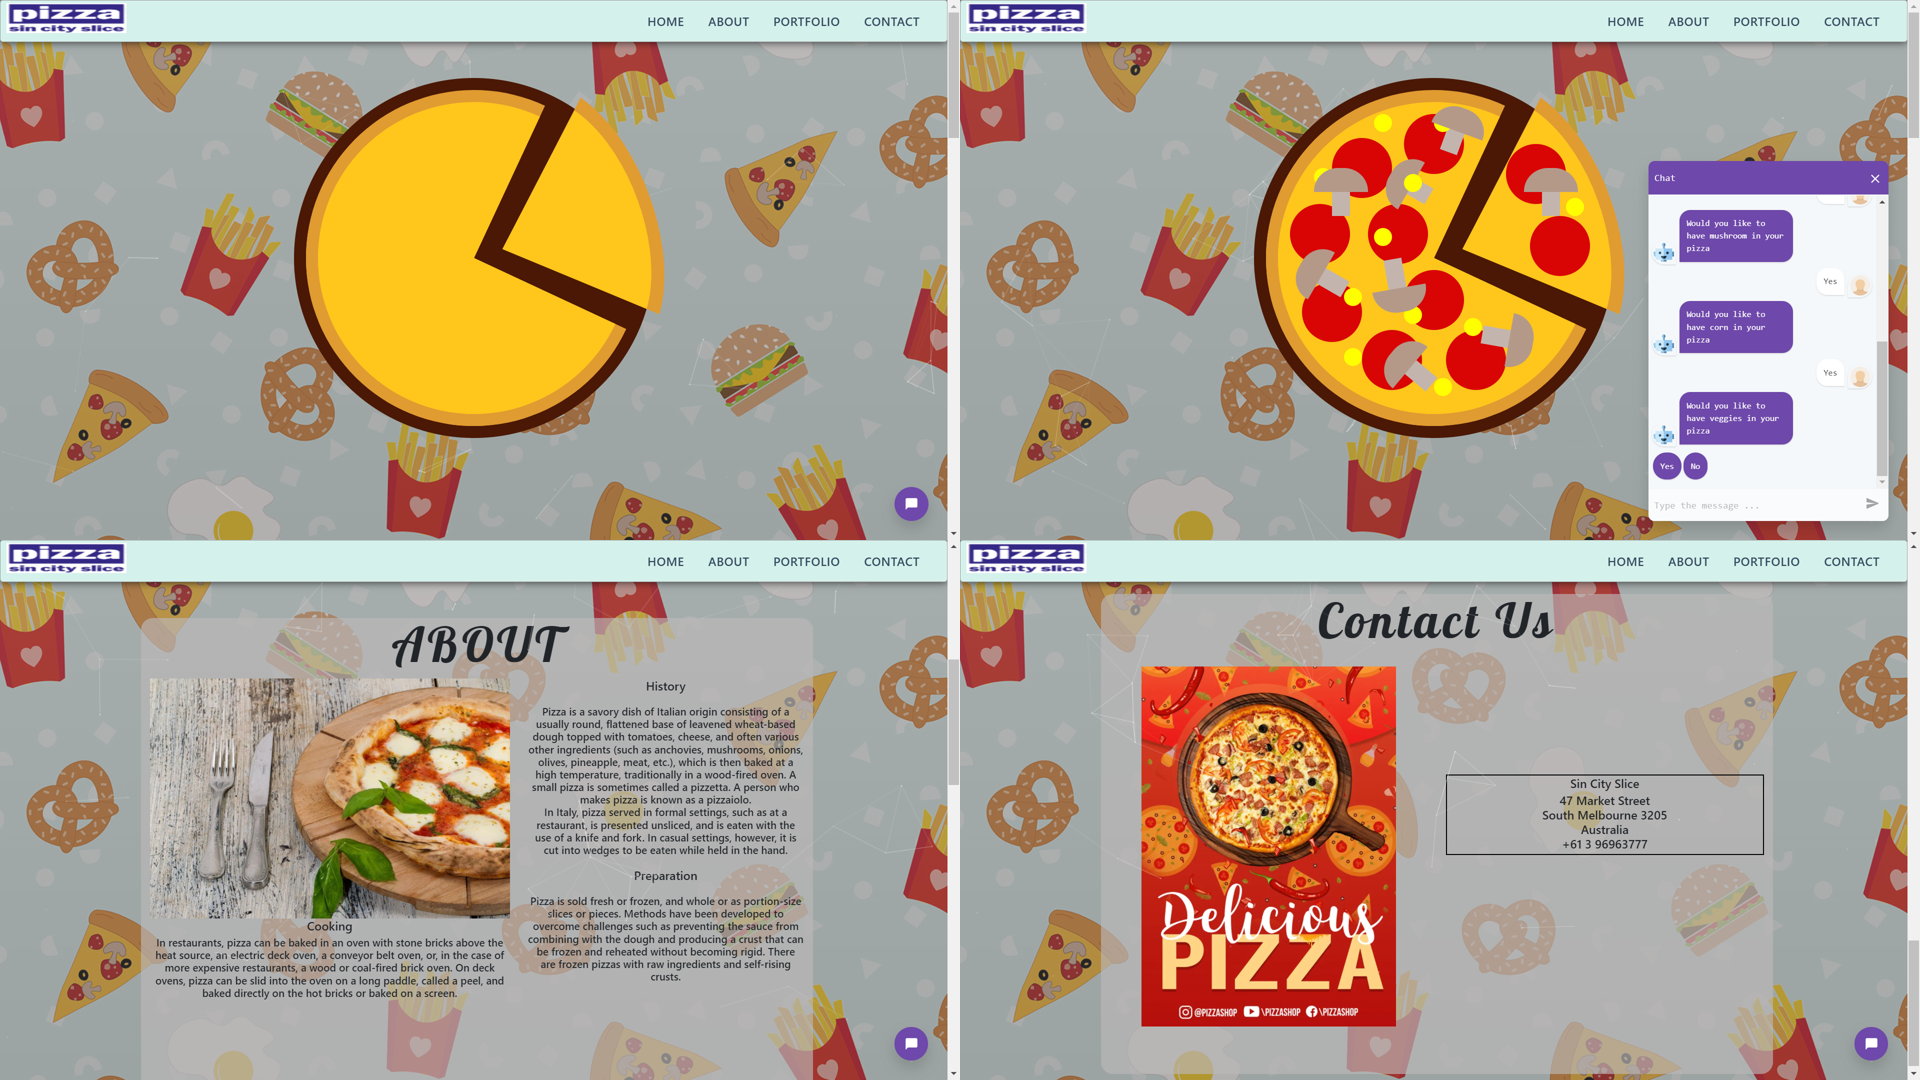 pizza
sin city slice
HOME ABOUT PORTFOLIO CONTACT
pizza
sin city slice
HOME ABOUT PORTFOLIO CONTACT
Chat
Would you like to
have mushroom in your
pizza
Yes
Would you like to
have corn in your
pizza
Yes
Would you like to
have veggies in your
pizza
Yes No
Type the message ...
pizza
sin city slice
HOME ABOUT PORTFOLIO CONTACT
ABOUT
Cooking
In restaurants, pizza can be baked in an oven with stone bricks above the
heat source, an electric deck oven, a conveyor belt oven, or, in the case of
more expensive restaurants, a wood or coal-fired brick oven. On deck
ovens, pizza can be slid into the oven on a long paddle, called a peel, and
baked directly on the hot bricks or baked on a screen.
History
Pizza is a savory dish of Italian origin consisting of a
usually round, flattened base of leavened wheat-based
dough topped with tomatoes, cheese, and often various
other ingredients (such as anchovies, mushrooms, onions,
olives, pineapple, meat, etc.), which is then baked at a
high temperature, traditionally in a wood-fired oven. A
small pizza is sometimes called a pizzetta. A person who
makes pizza is known as a pizzaiolo.
In Italy, pizza served in formal settings, such as at a
restaurant, is presented unsliced, and is eaten with the
use of a knife and fork. In casual settings, however, it is
cut into wedges to be eaten while held in the hand.
Preparation
Pizza is sold fresh or frozen, and whole or as portion-size
slices or pieces. Methods have been developed to
overcome challenges such as preventing the sauce from
combining with the dough and producing a crust that can
be frozen and reheated without becoming rigid. There
are frozen pizzas with raw ingredients and self-rising
crusts.
pizza
sin city slice
HOME ABOUT PORTFOLIO CONTACT
Contact Us
Delicious
PIZZA
@PIZZASHOP \PIZZASHOP \PIZZASHOP
Sin City Slice
47 Market Street
South Melbourne 3205
Australia
+61 3 96963777